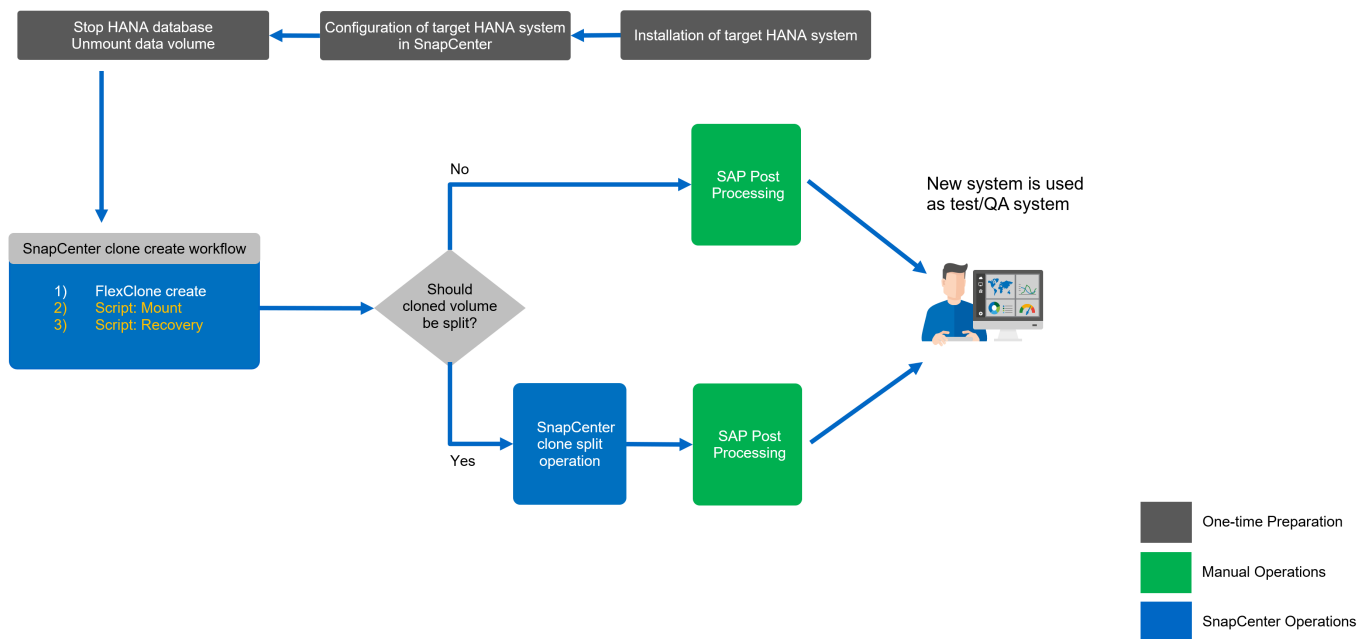 Stop HANA database
Unmount data volume
Configuration of target HANA system
in SnapCenter
Installation of target HANA system
No
SAP Post
Processing
New system is used
as test/QA system
SnapCenter clone create workflow
1) FlexClone create
2) Script: Mount
3) Script: Recovery
Should
cloned volume
be split?
Yes
SnapCenter
clone split
operation
SAP Post
Processing
One-time Preparation
Manual Operations
SnapCenter Operations